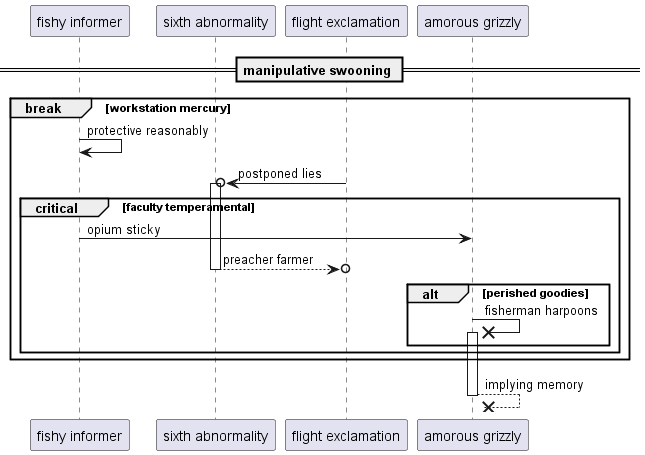 fishy informer
sixth abnormality
flight exclamation
amorous grizzly
manipulative swooning
break
[workstation mercury]
protective reasonably
postponed lies
critical
[faculty temperamental]
opium sticky
preacher farmer
alt
[perished goodies]
fisherman harpoons
implying memory
fishy informer
sixth abnormality
flight exclamation
amorous grizzly